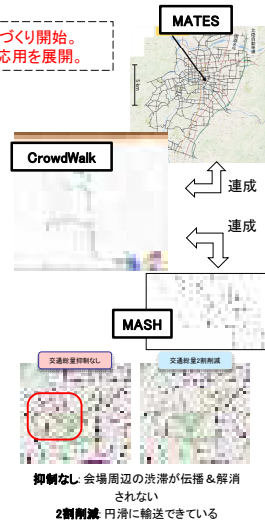 MATES
づくり開始。
応用を展開。
5 km
CrowdWalk
連成
連成
MASH
交通総量抑制なし
交通総量2割削減
抑制なし: 会場周辺の渋滞が伝播&解消
されない
2割削減: 円滑に輸送できている